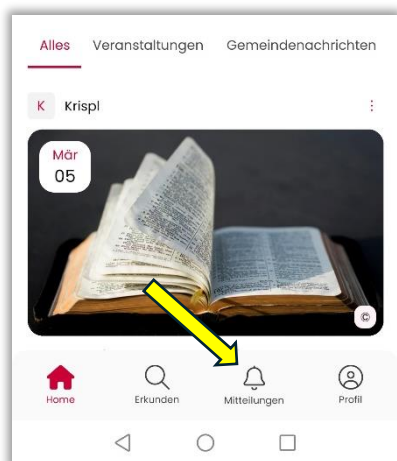 Alles Veranstaltungen Gemeindenachrichten
K Krispl
Mär
05
©
Home Erkunden Mitteilungen Profil